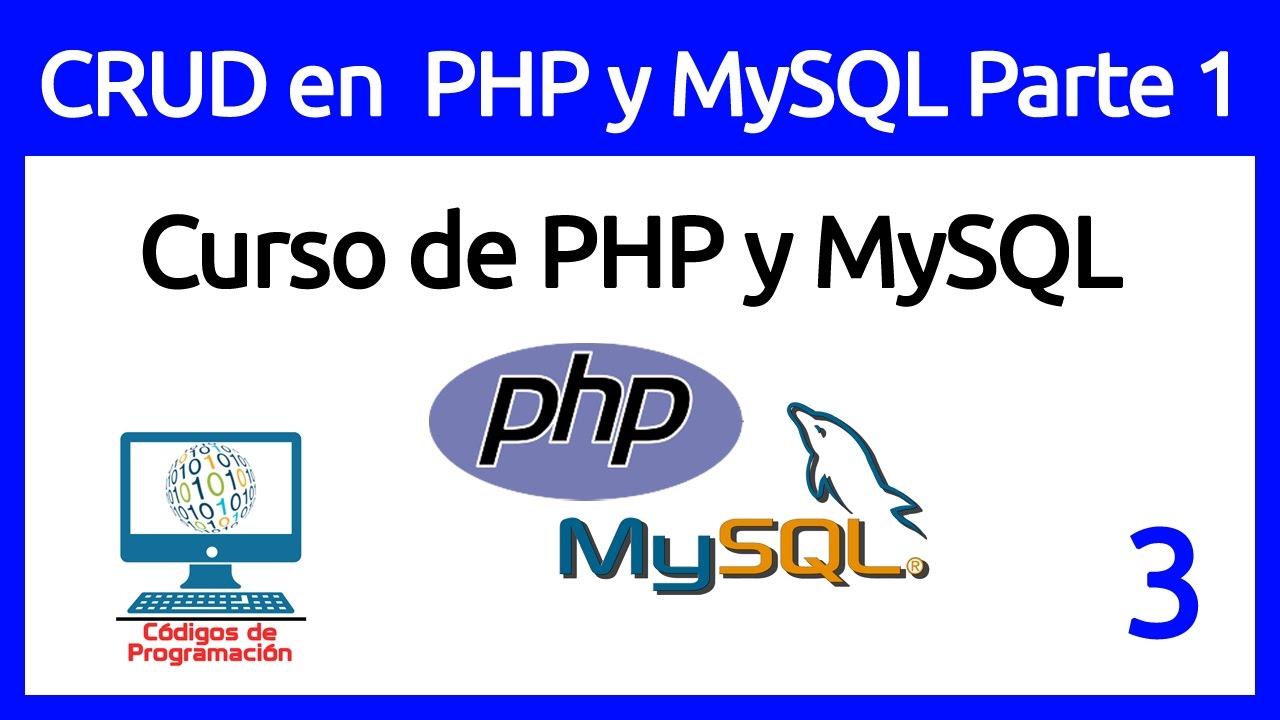 CRUD en PHP y MySQL Parte 1
Curso de PHP y MySQL
php
MySQL®
Códigos de
Programación
3